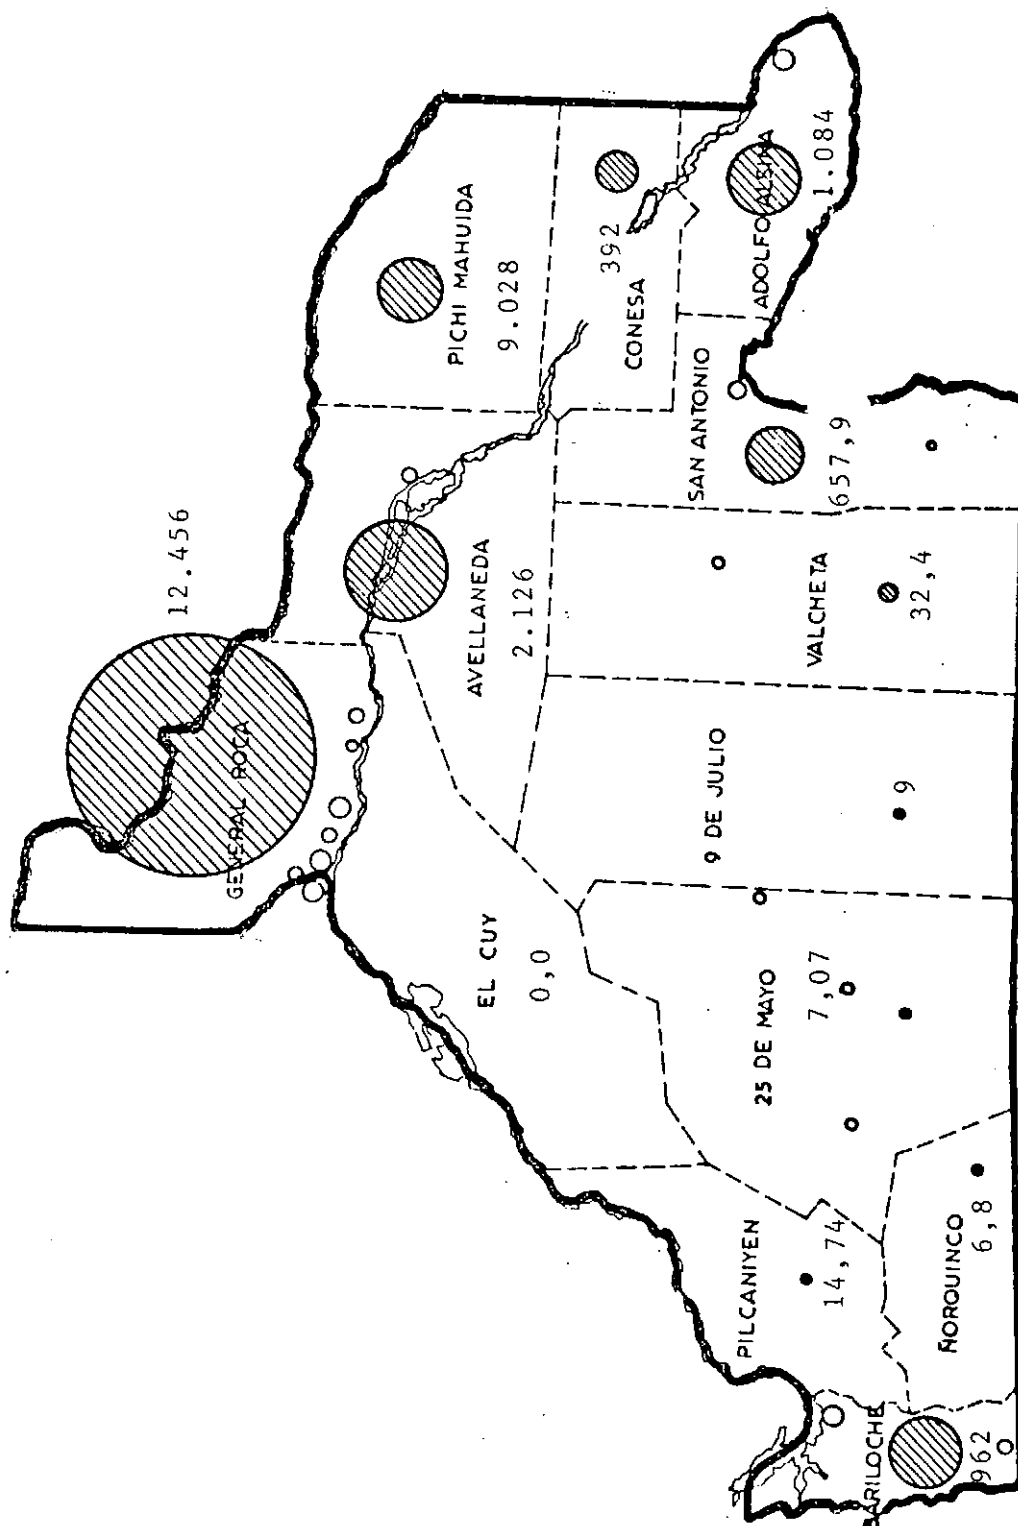 12.456
GENERAL ROCA
PICHI MAHUIDA
9.028
AVELLANEDA
2.126
CONESA
392
ADOLFO ALSINA
1.084
SAN ANTONIO
657,9
VALCHETA
32,4
9 DE JULIO
9
EL CUY
0,0
25 DE MAYO
7,07
PILCANIYEN
14,74
ÑORQUINCO
6,8
BARILOCHE
962